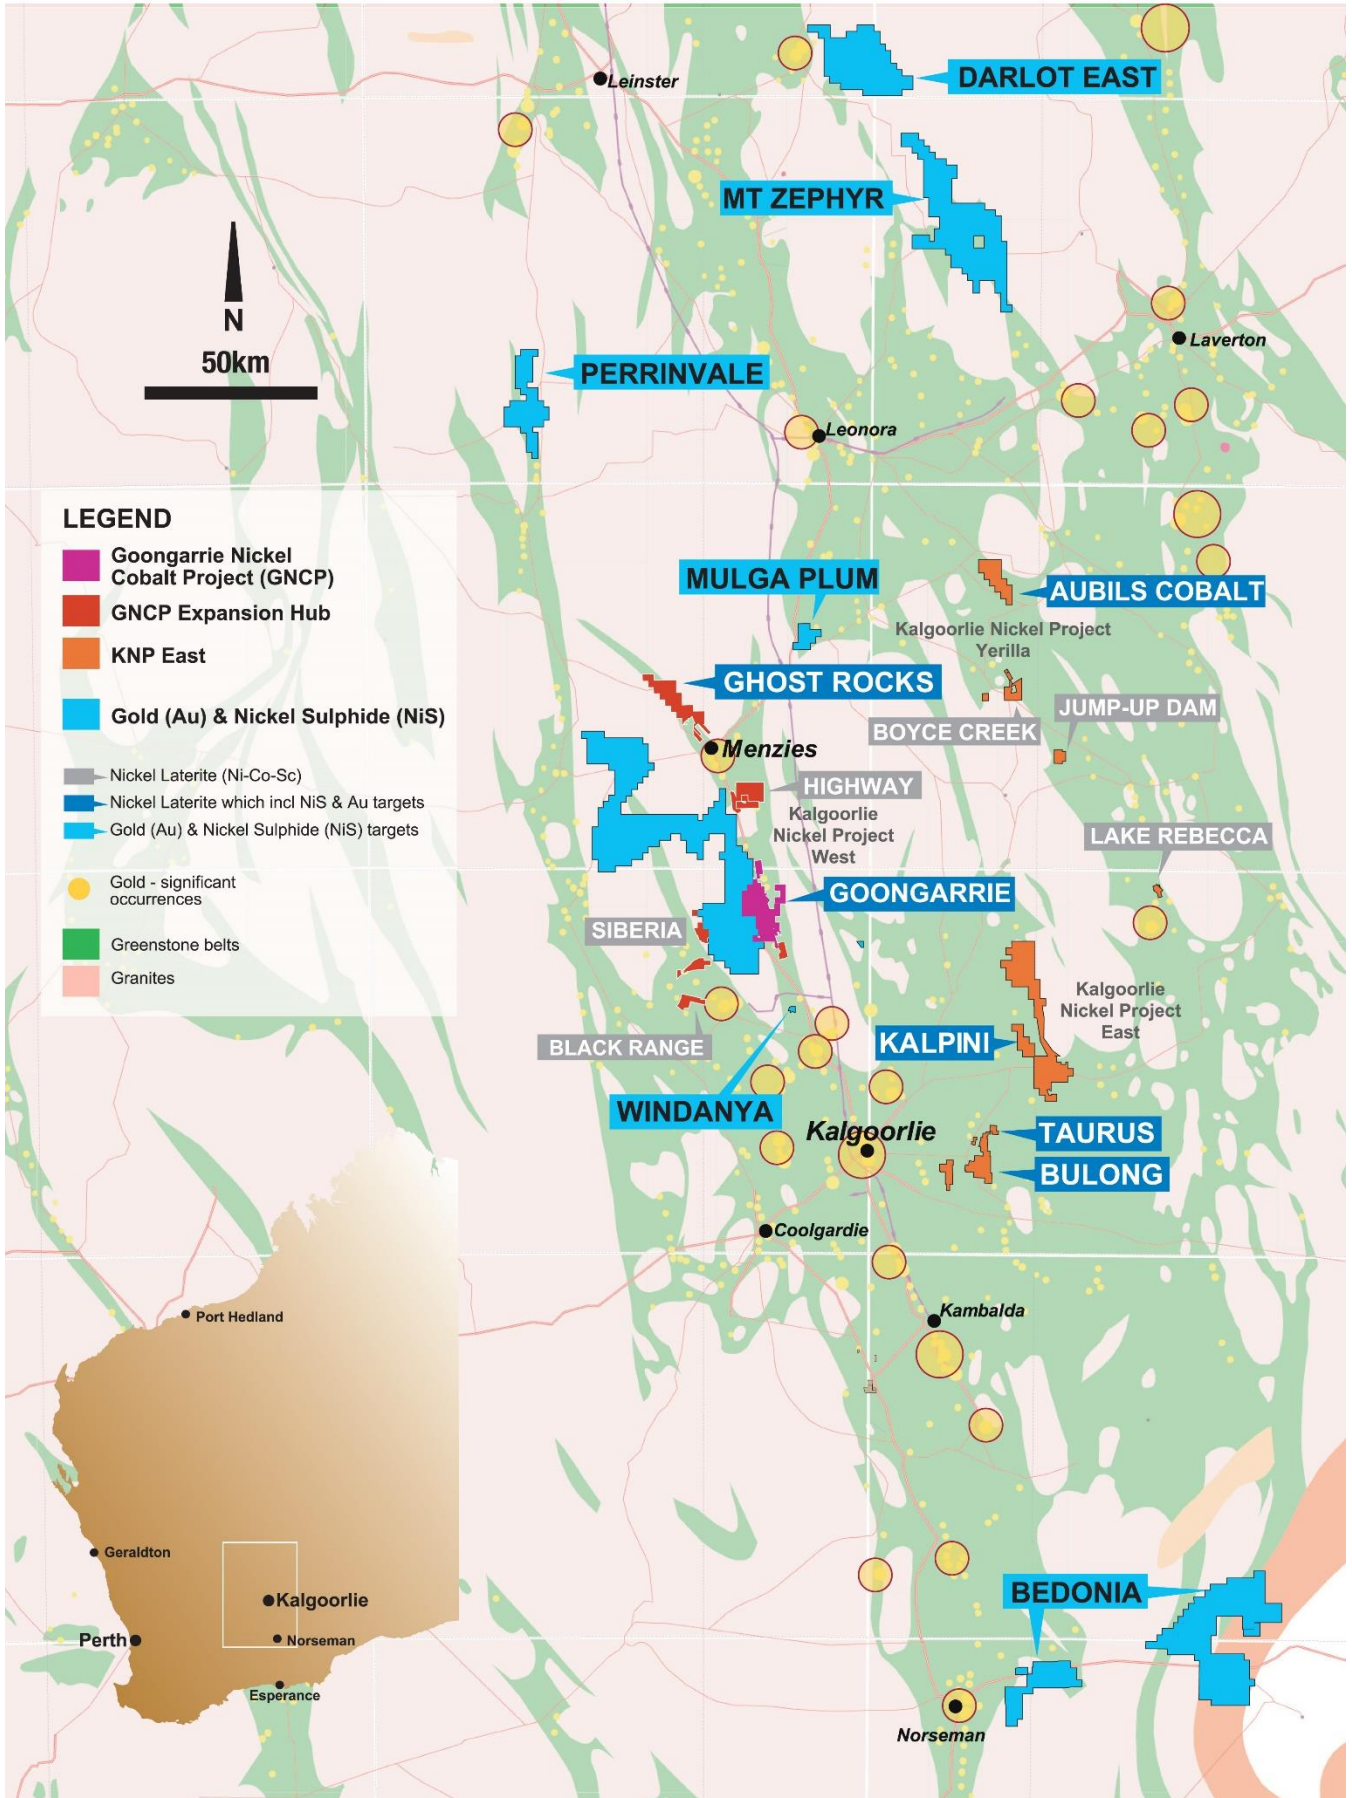 Leinster
DARLOT EAST
MT ZEPHYR
N
50km
PERRINVALE
Laverton
Leonora
LEGEND
Goongarrie Nickel
Cobalt Project (GNCP)
GNCP Expansion Hub
KNP East
Gold (Au) & Nickel Sulphide (NiS)
Nickel Laterite (Ni-Co-Sc)
Nickel Laterite which incl NiS & Au targets
Gold (Au) & Nickel Sulphide (NiS) targets
Gold - significant
occurrences
Greenstone belts
Granites
MULGA PLUM
AUBILS COBALT
Kalgoorlie Nickel Project
Yerilla
GHOST ROCKS
BOYCE CREEK
JUMP-UP DAM
Menzies
HIGHWAY
Kalgoorlie
Nickel Project
West
LAKE REBECCA
GOONGARRIE
SIBERIA
Kalgoorlie
Nickel Project
East
BLACK RANGE
KALPINI
WINDANYA
Kalgoorlie
TAURUS
BULONG
Coolgardie
Kambalda
Port Hedland
Geraldton
Kalgoorlie
Perth
Norseman
Esperance
BEDONIA
Norseman